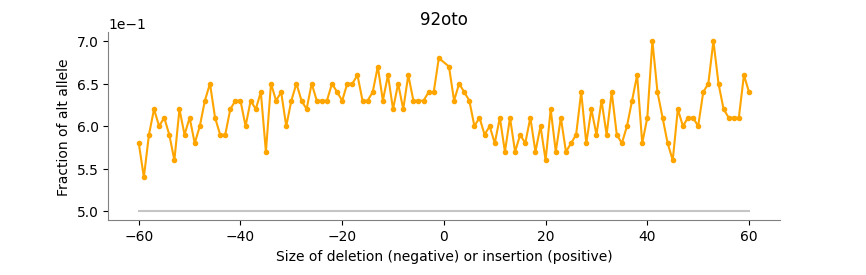 92oto
1e−1
7.0
6.5
6.0
5.5
5.0
Fraction of alt allele
−60 −40 −20 0 20 40 60
Size of deletion (negative) or insertion (positive)